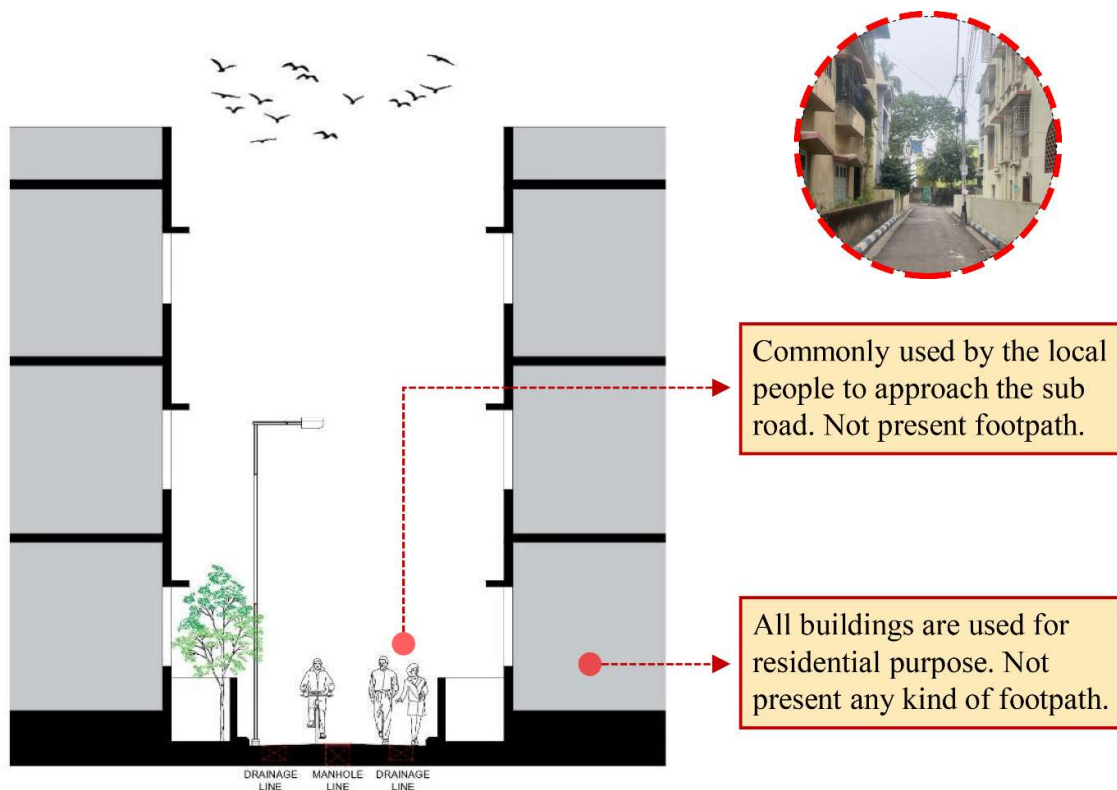 Commonly used by the local
people to approach the sub
road. Not present footpath.
All buildings are used for
residential purpose. Not
present any kind of footpath.
DRAINAGE
LINE
MANHOLE
LINE
DRAINAGE
LINE